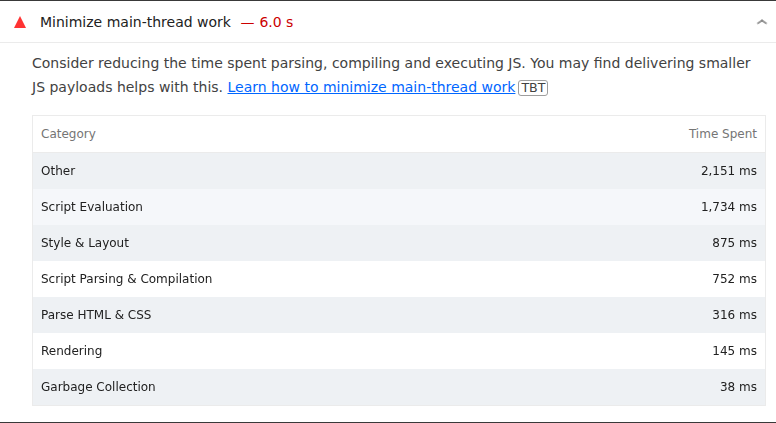 Minimize main-thread work — 6.0 s
Consider reducing the time spent parsing, compiling and executing JS. You may find delivering smaller
JS payloads helps with this. Learn how to minimize main-thread work TBT
Category Time Spent
Other 2,151 ms
Script Evaluation 1,734 ms
Style & Layout 875 ms
Script Parsing & Compilation 752 ms
Parse HTML & CSS 316 ms
Rendering 145 ms
Garbage Collection 38 ms